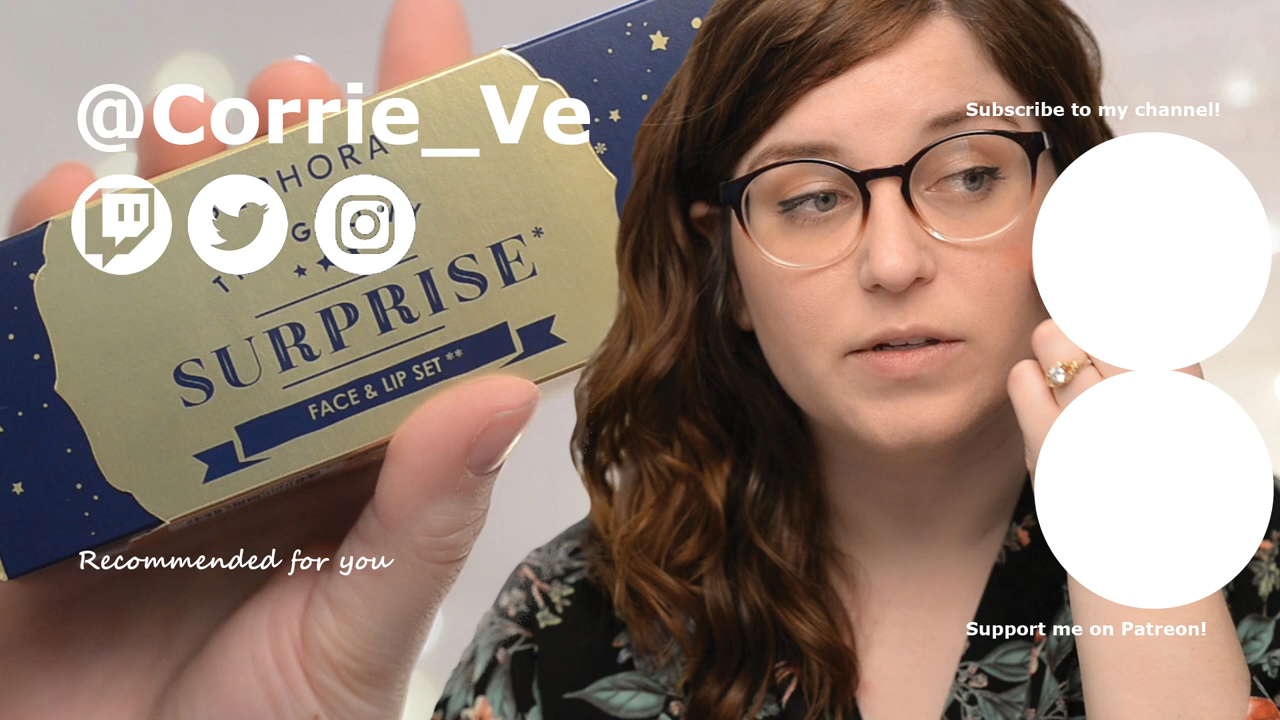 @Corrie_Ve
Subscribe to my channel!
SURPRISE*
FACE & LIP SET **
Recommended for you
Support me on Patreon!